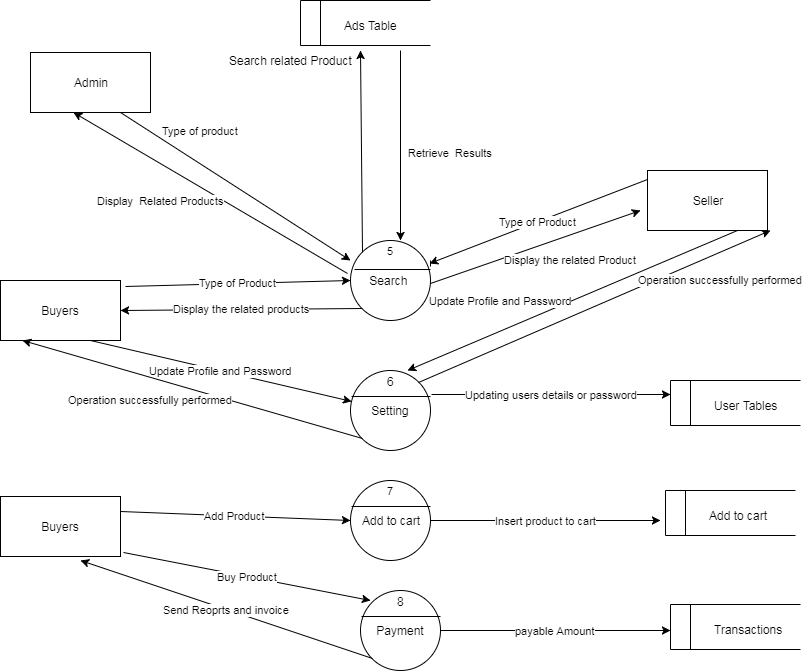 Ads Table
Search related Product
Admin
Type of product
Retrieve  Results
Display  Related Products
Seller
Type of Product
5
Search
Display the related Product
Type of Product
Operation successfully performed
Buyers
Display the related products
Update Profile and Password
Update Profile and Password
6
Setting
Operation successfully performed
Updating users details or password
User Tables
7
Add to cart
Buyers
Add Product
Insert product to cart
Add to cart
Buy Product
8
Payment
Send Reoprts and invoice
payable Amount
Transactions